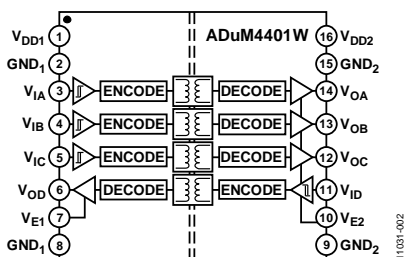 ADuM4401W
VDD1 1
16 VDD2
GND1 2
15 GND2
VIA 3 ENCODE DECODE 14 VOA
VIB 4 ENCODE DECODE 13 VOB
VIC 5 ENCODE DECODE 12 VOC
VOD 6 DECODE ENCODE 11 VID
VE1 7
10 VE2
GND1 8
9 GND2
11031-002